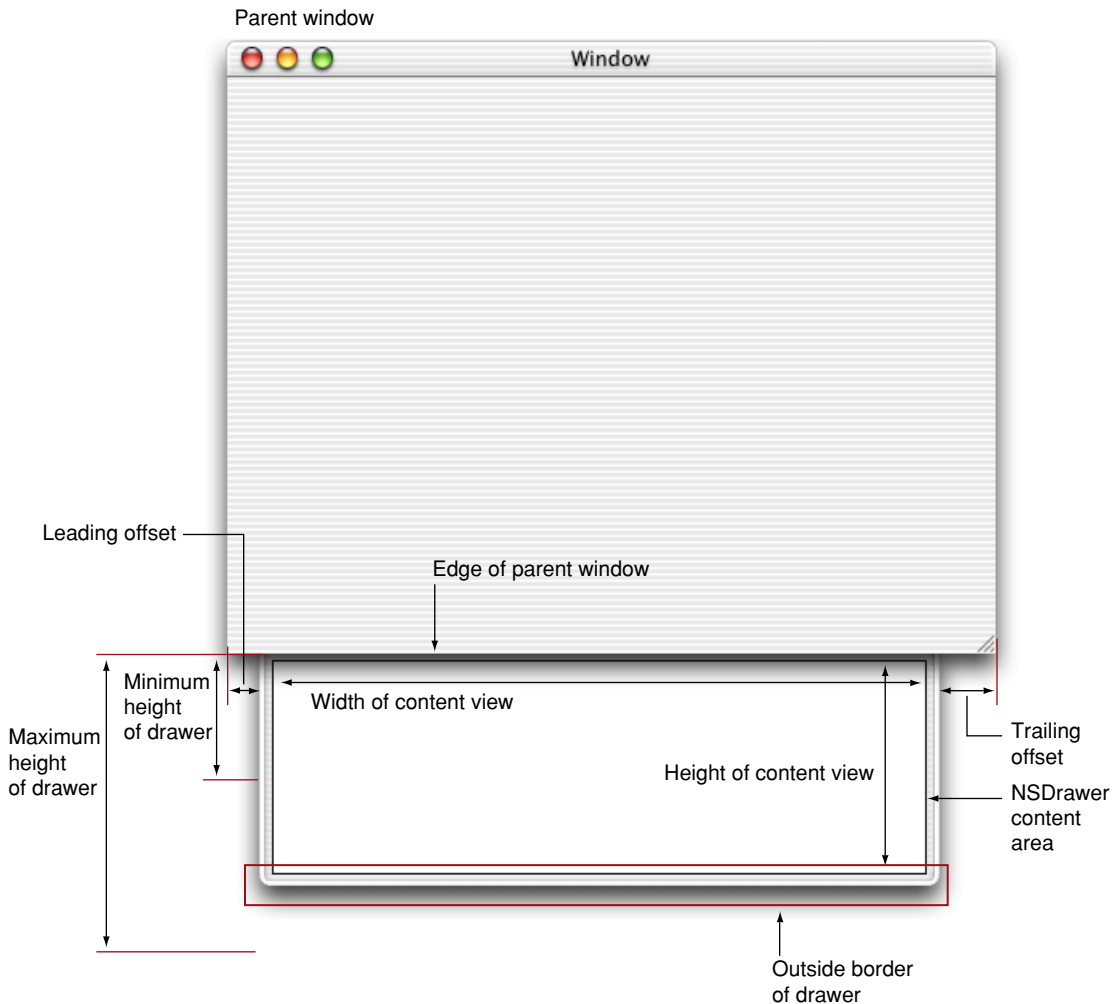 Parent window
Window
Leading offset
Edge of parent window
Minimum
height
of drawer
Width of content view
Maximum
height
of drawer
Height of content view
Trailing
offset
NSDrawer
content
area
Outside border
of drawer